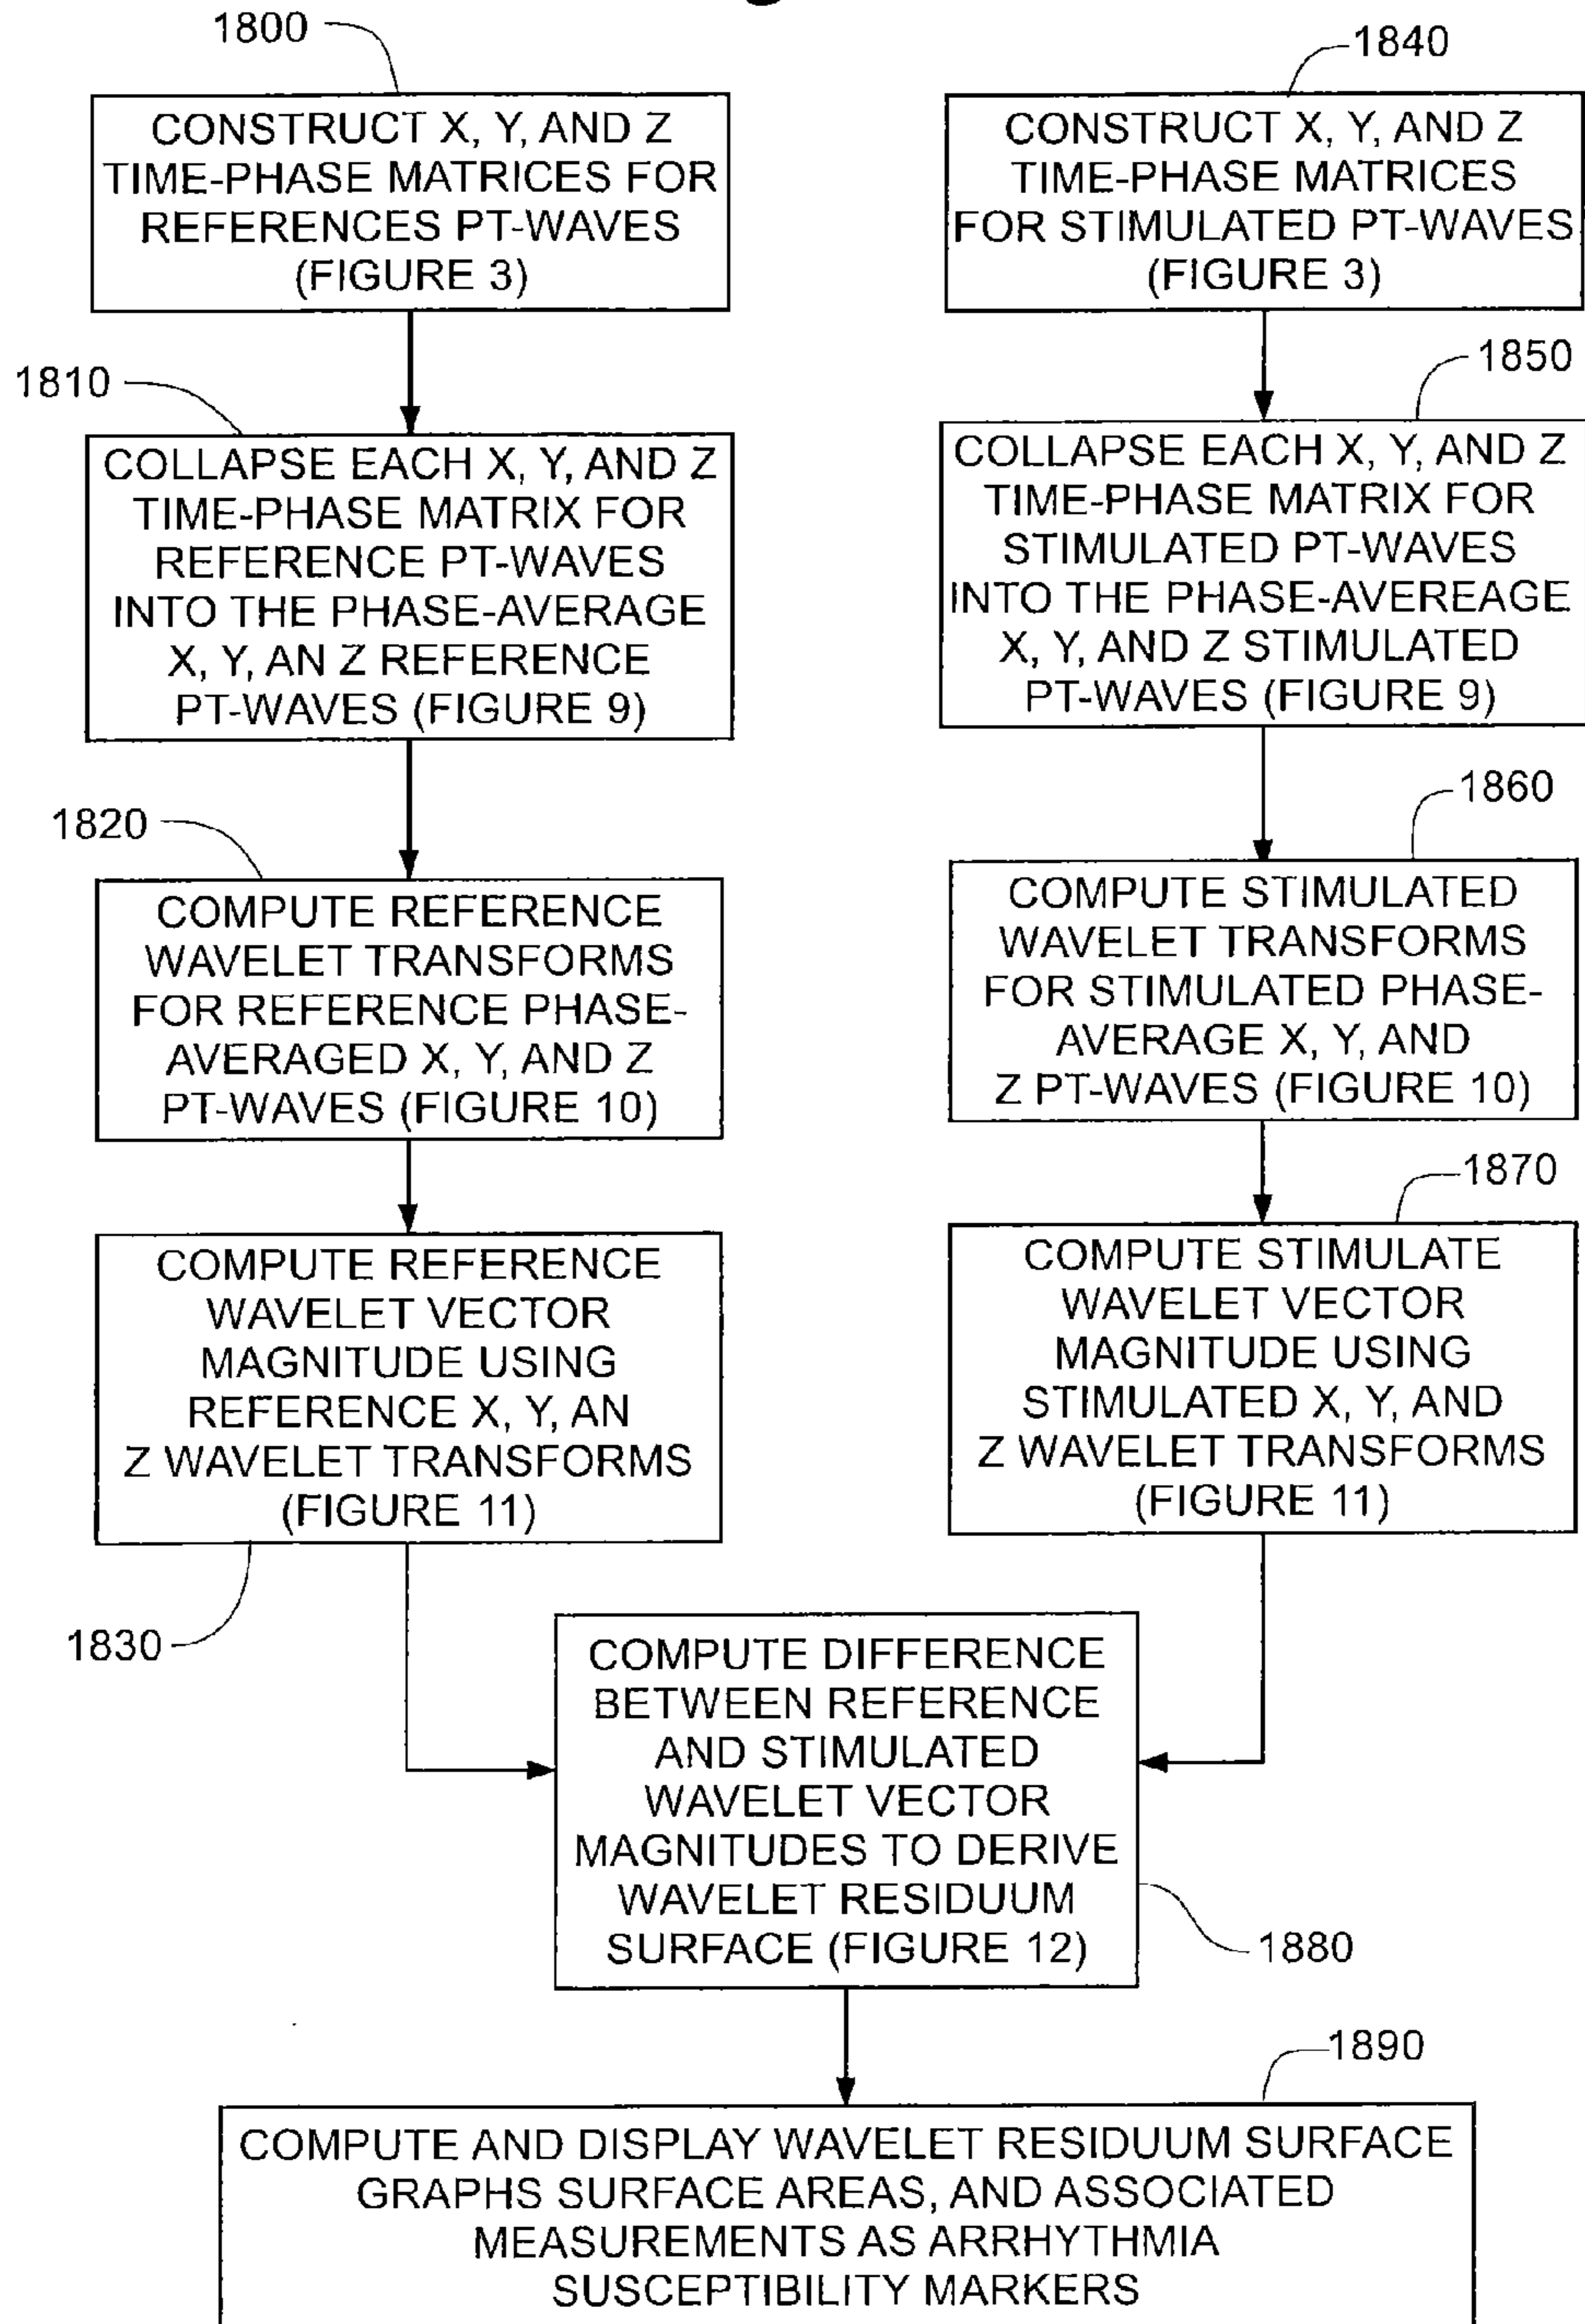 1800
CONSTRUCT X, Y, AND Z
TIME-PHASE MATRICES FOR
REFERENCES PT-WAVES
(FIGURE 3)
1810
COLLAPSE EACH X, Y, AND Z
TIME-PHASE MATRIX FOR
REFERENCE PT-WAVES
INTO THE PHASE-AVERAGE
X, Y, AN Z REFERENCE
PT-WAVES (FIGURE 9)
1820
COMPUTE REFERENCE
WAVELET TRANSFORMS
FOR REFERENCE PHASE-
AVERAGED X, Y, AND Z
PT-WAVES (FIGURE 10)
COMPUTE REFERENCE
WAVELET VECTOR
MAGNITUDE USING
REFERENCE X, Y, AN
Z WAVELET TRANSFORMS
(FIGURE 11)
1830
1840
CONSTRUCT X, Y, AND Z
TIME-PHASE MATRICES
FOR STIMULATED PT-WAVES
(FIGURE 3)
1850
COLLAPSE EACH X, Y, AND Z
TIME-PHASE MATRIX FOR
STIMULATED PT-WAVES
INTO THE PHASE-AVEREAGE
X, Y, AND Z STIMULATED
PT-WAVES (FIGURE 9)
1860
COMPUTE STIMULATED
WAVELET TRANSFORMS
FOR STIMULATED PHASE-
AVERAGE X, Y, AND
Z PT-WAVES (FIGURE 10)
1870
COMPUTE STIMULATE
WAVELET VECTOR
MAGNITUDE USING
STIMULATED X, Y, AND
Z WAVELET TRANSFORMS
(FIGURE 11)
COMPUTE DIFFERENCE
BETWEEN REFERENCE
AND STIMULATED
WAVELET VECTOR
MAGNITUDES TO DERIVE
WAVELET RESIDUUM
SURFACE (FIGURE 12)
1880
1890
COMPUTE AND DISPLAY WAVELET RESIDUUM SURFACE
GRAPHS SURFACE AREAS, AND ASSOCIATED
MEASUREMENTS AS ARRHYTHMIA
SUSCEPTIBILITY MARKERS